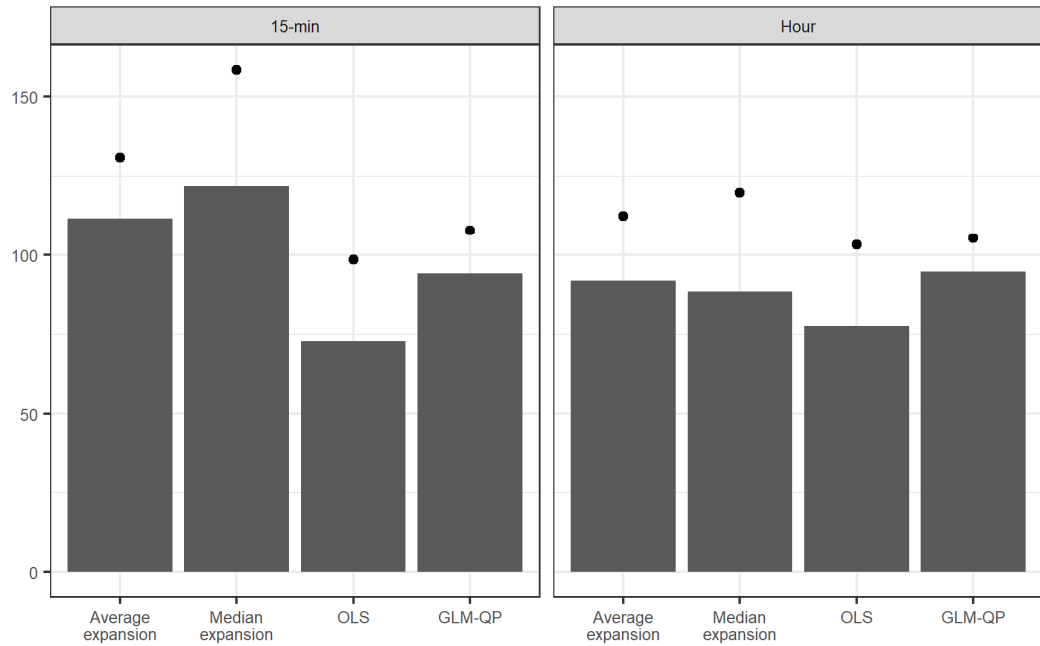 15-min
Hour
150
100
50
0
Average
expansion
Median
expansion
OLS
GLM-QP
Average
expansion
Median
expansion
OLS
GLM-QP